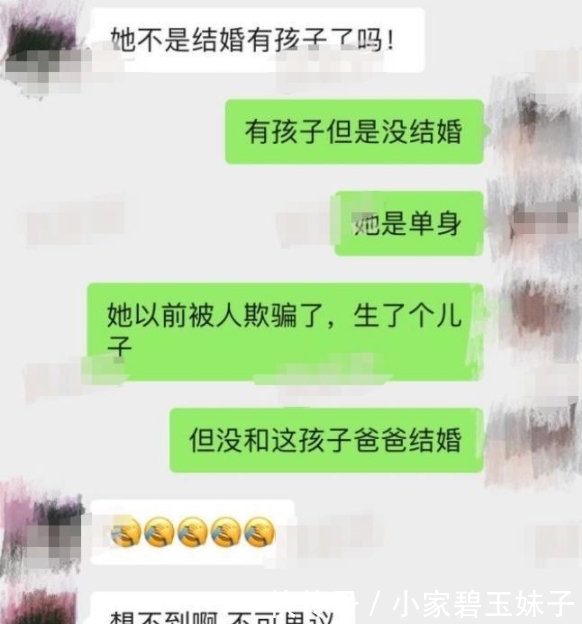 她不是结婚有孩子了吗!
有孩子但是没结婚
她是单身
她以前被人欺骗了，生了个儿
子
但没和这孩子爸爸结婚
想不到啊 不可思议
/ 小家碧玉妹子